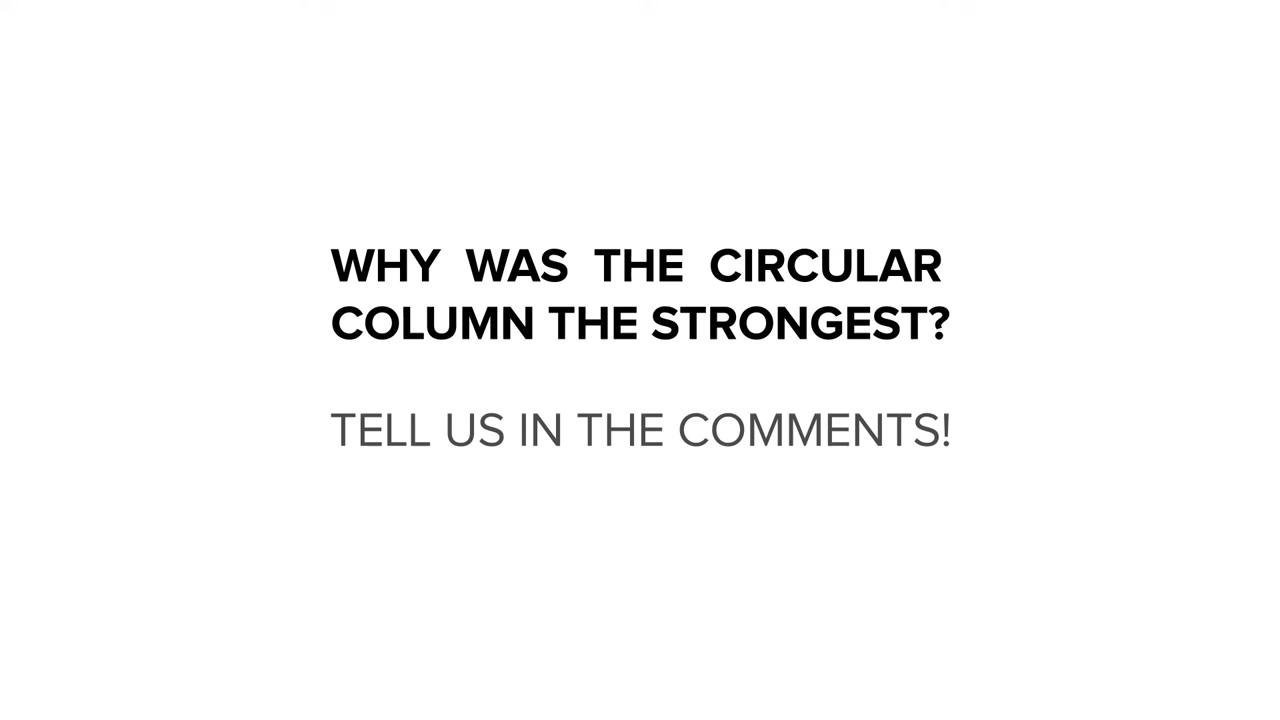 WHY WAS THE CIRCULAR
COLUMN THE STRONGEST?
TELL US IN THE COMMENTS!